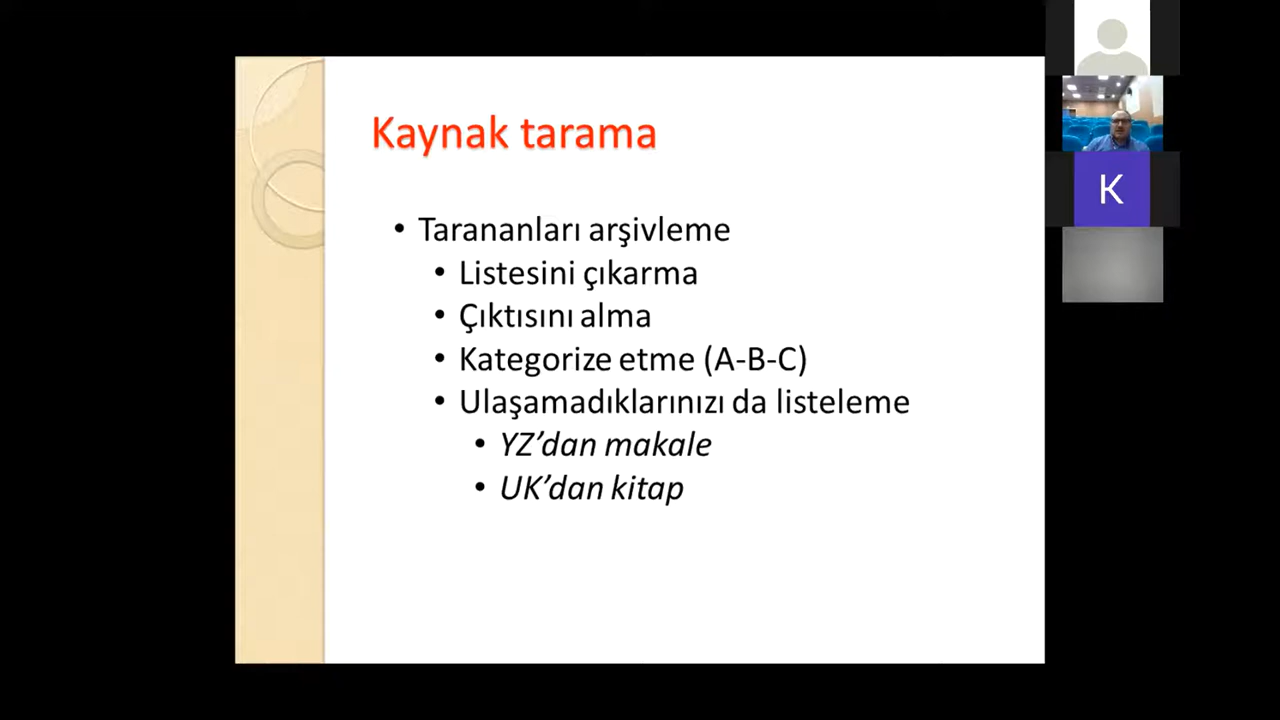 Kaynak tarama
• Tarananları arşivleme
• Listesini çıkarma
• Çıktısını alma
• Kategorize etme (A-B-C)
• Ulaşamadıklarınızı da listeleme
• YZ’dan makale
• UK’dan kitap
K